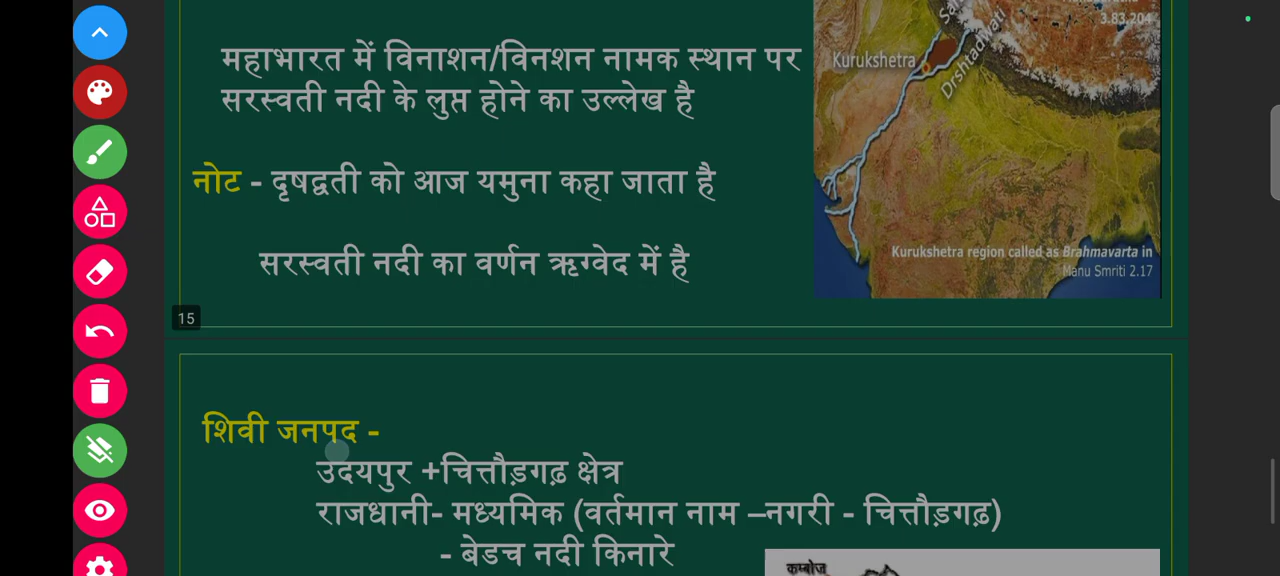 महाभारत में विनाशन/विनशन नामक स्थान पर
सरस्वती नदी के लुप्त होने का उल्लेख है
नोट - दृषद्वती को आज यमुना कहा जाता है
सरस्वती नदी का वर्णन ऋग्वेद में है
3.83.204
Kurukshetra
Drshtadwati
Kurukshetra region called as Brahmavarta in
Manu Smriti 2.17
15
शिवी जनपद -
उदयपुर +चित्तौड़गढ़ क्षेत्र
राजधानी- मध्यमिक (वर्तमान नाम –नगरी - चित्तौड़गढ़)
- बेडच नदी किनारे
कम्बोज